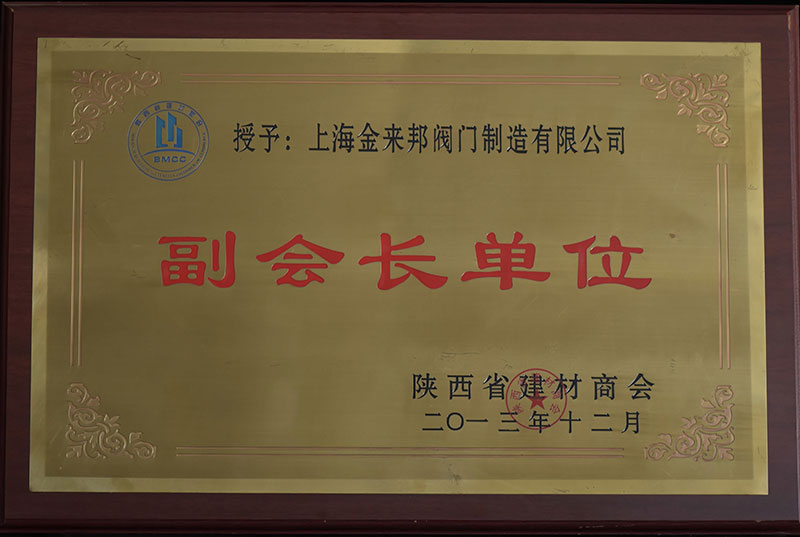 BMCC
授予：上海金来邦阀门制造有限公司
副会长单位
陕西省建材商会
二〇一三年十二月